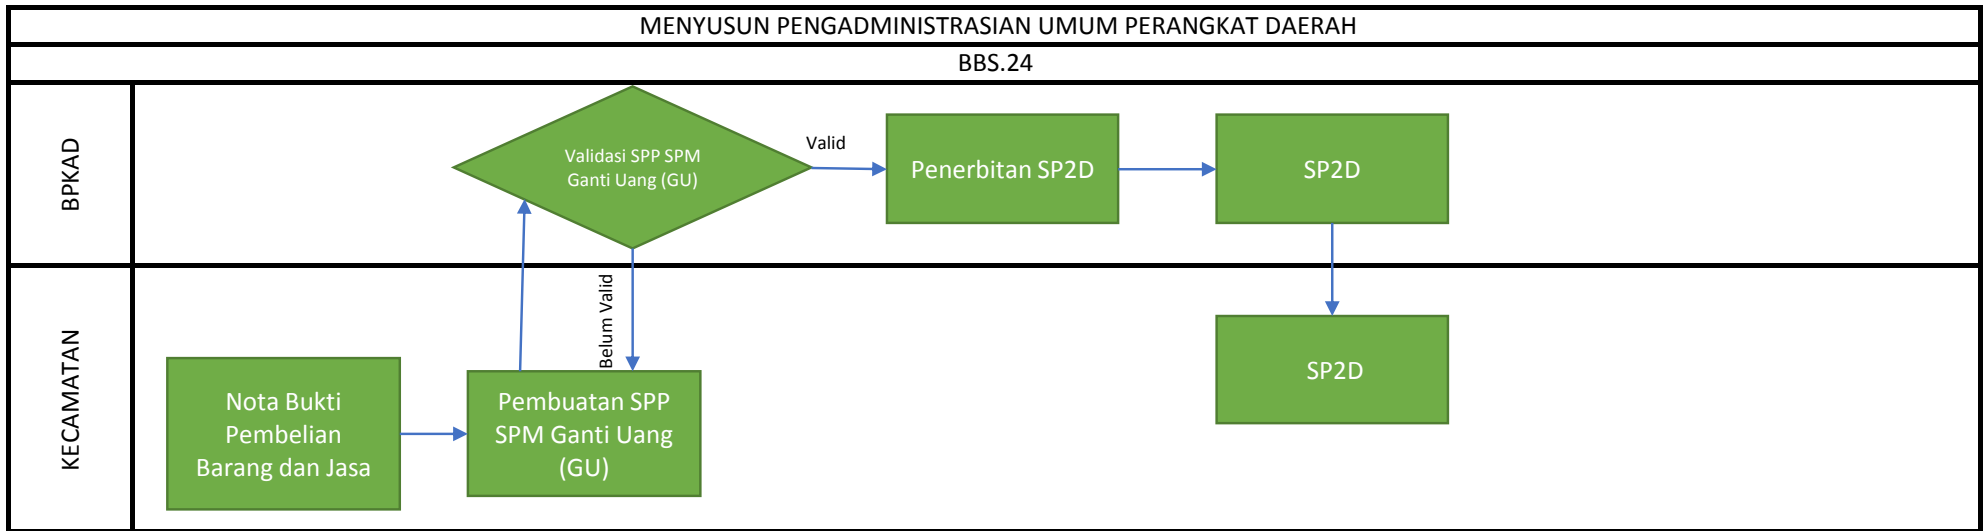 MENYUSUN PENGADMINISTRASIAN UMUM PERANGKAT DAERAH
BBS.24
BPKAD
Validasi SPP SPM
Ganti Uang (GU)
Valid
Penerbitan SP2D
SP2D
Belum Valid
KECAMATAN
Nota Bukti
Pembelian
Barang dan Jasa
Pembuatan SPP
SPM Ganti Uang
(GU)
SP2D